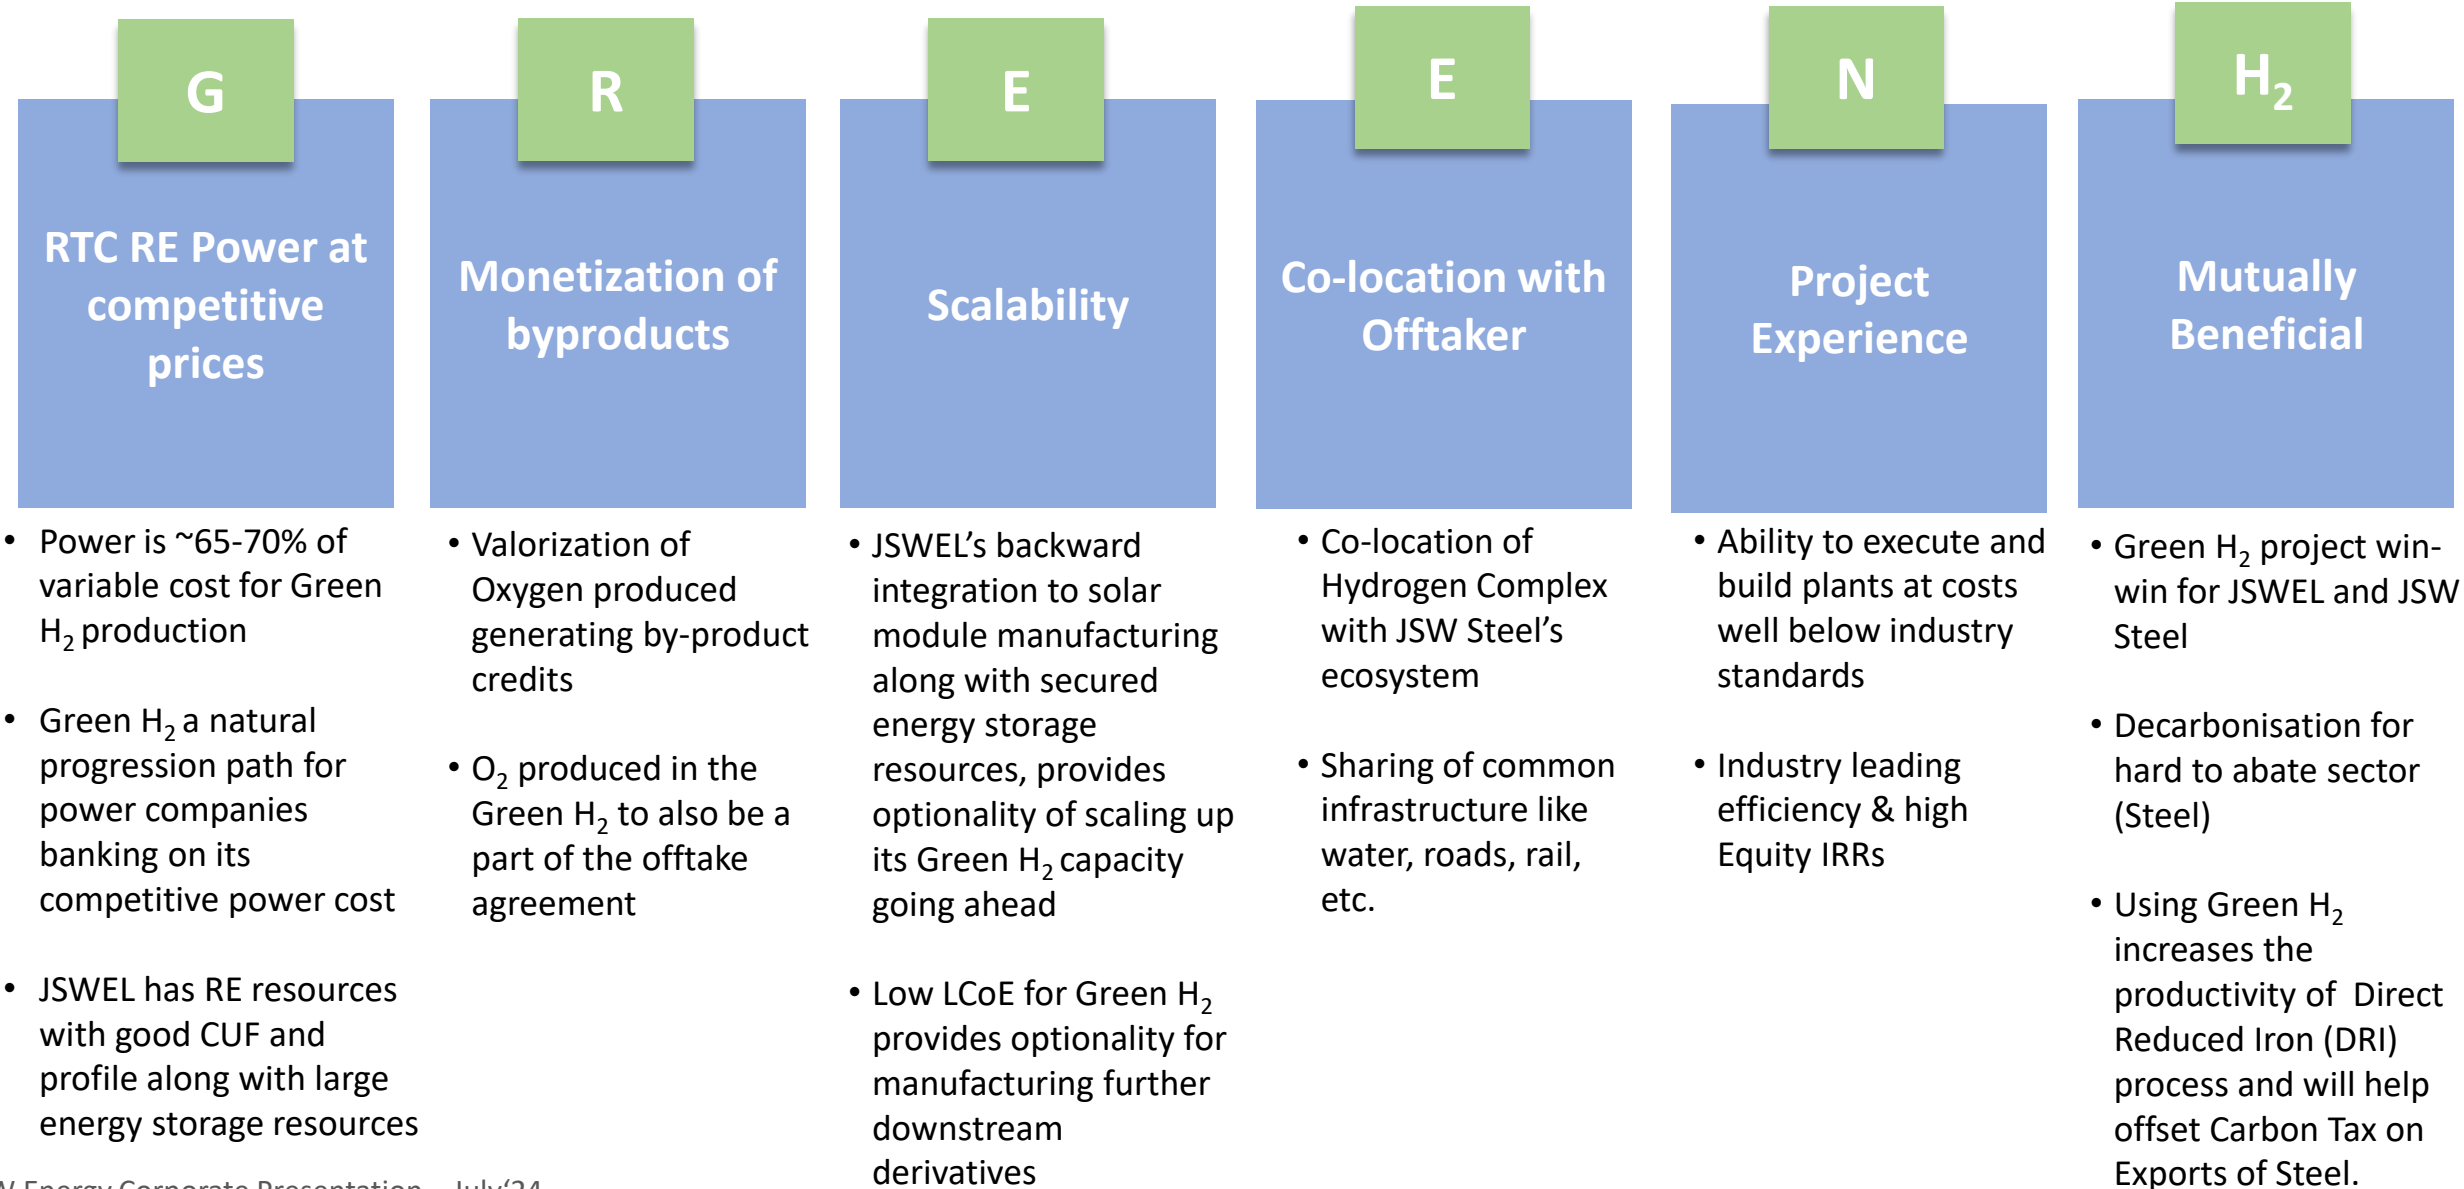 G
RTC RE Power at
competitive
prices
• Power is ~65-70% of
variable cost for Green
H₂ production
• Green H₂ a natural
progression path for
power companies
banking on its
competitive power cost
• JSWEL has RE resources
with good CUF and
profile along with large
energy storage resources
R
Monetization of
byproducts
• Valorization of
Oxygen produced
generating by-product
credits
• O₂ produced in the
Green H₂ to also be a
part of the offtake
agreement
E
Scalability
• JSWEL’s backward
integration to solar
module manufacturing
along with secured
energy storage
resources, provides
optionality of scaling up
its Green H₂ capacity
going ahead
• Low LCoE for Green H₂
provides optionality for
manufacturing further
downstream
derivatives
E
Co-location with
Offtaker
• Co-location of
Hydrogen Complex
with JSW Steel’s
ecosystem
• Sharing of common
infrastructure like
water, roads, rail,
etc.
N
Project
Experience
• Ability to execute and
build plants at costs
well below industry
standards
• Industry leading
efficiency & high
Equity IRRs
H₂
Mutually
Beneficial
• Green H₂ project win-
win for JSWEL and JSW
Steel
• Decarbonisation for
hard to abate sector
(Steel)
• Using Green H₂
increases the
productivity of Direct
Reduced Iron (DRI)
process and will help
offset Carbon Tax on
Exports of Steel.
Energy Corporate Presentation - July‘24